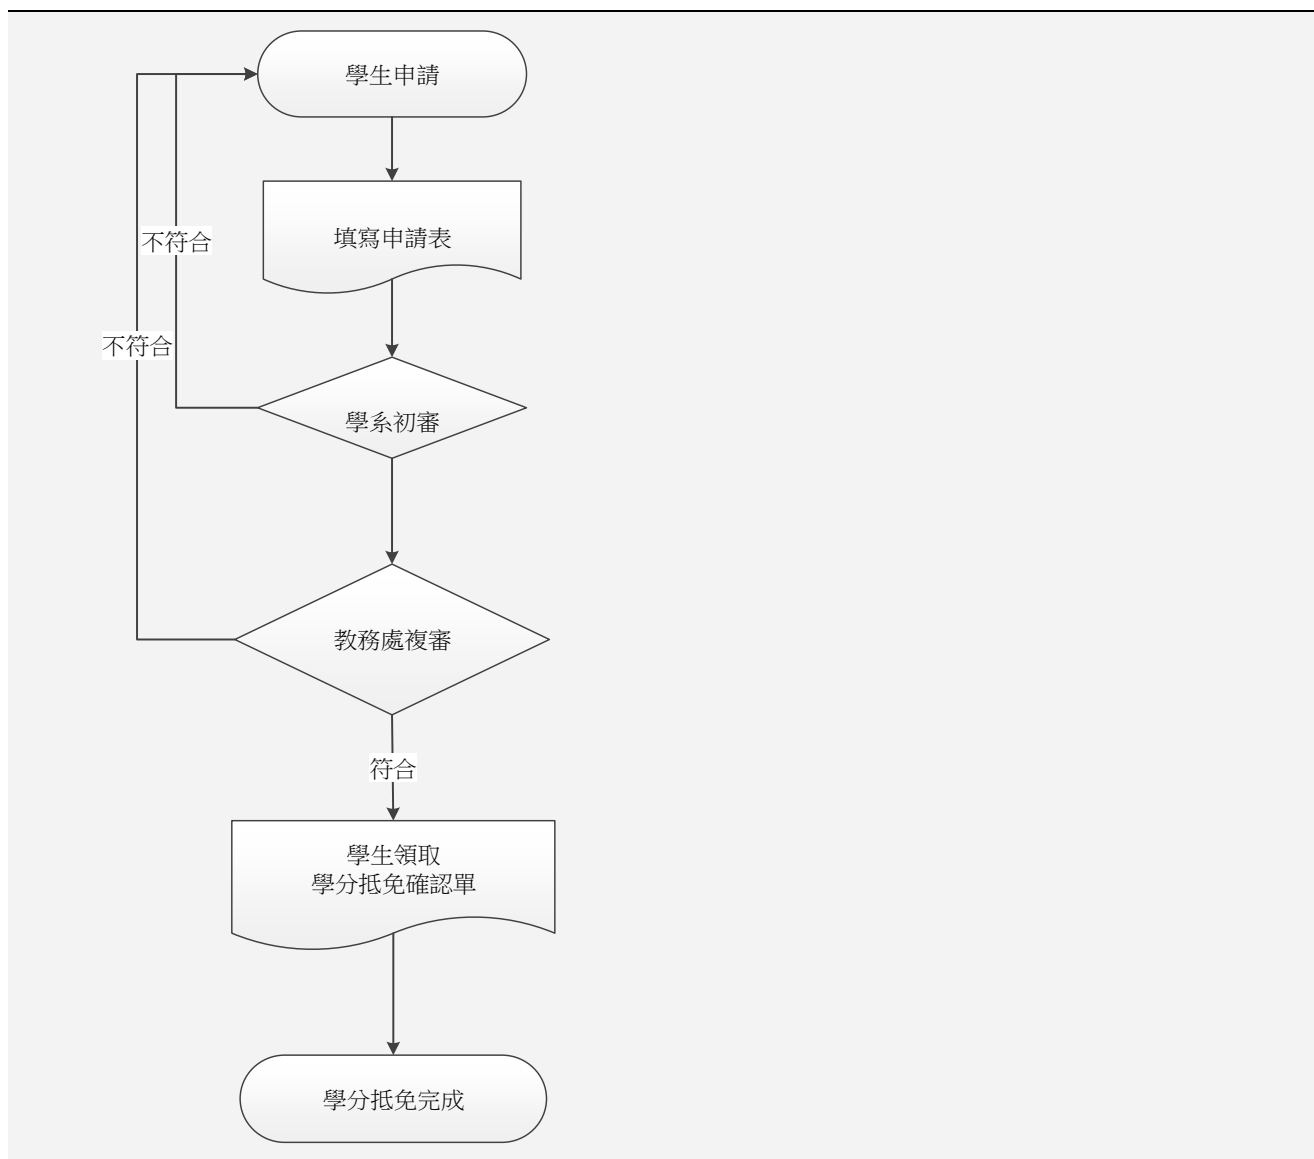 學生申請
填寫申請表
不符合
不符合
學系初審
教務處複審
符合
學生領取
學分抵免確認單
學分抵免完成